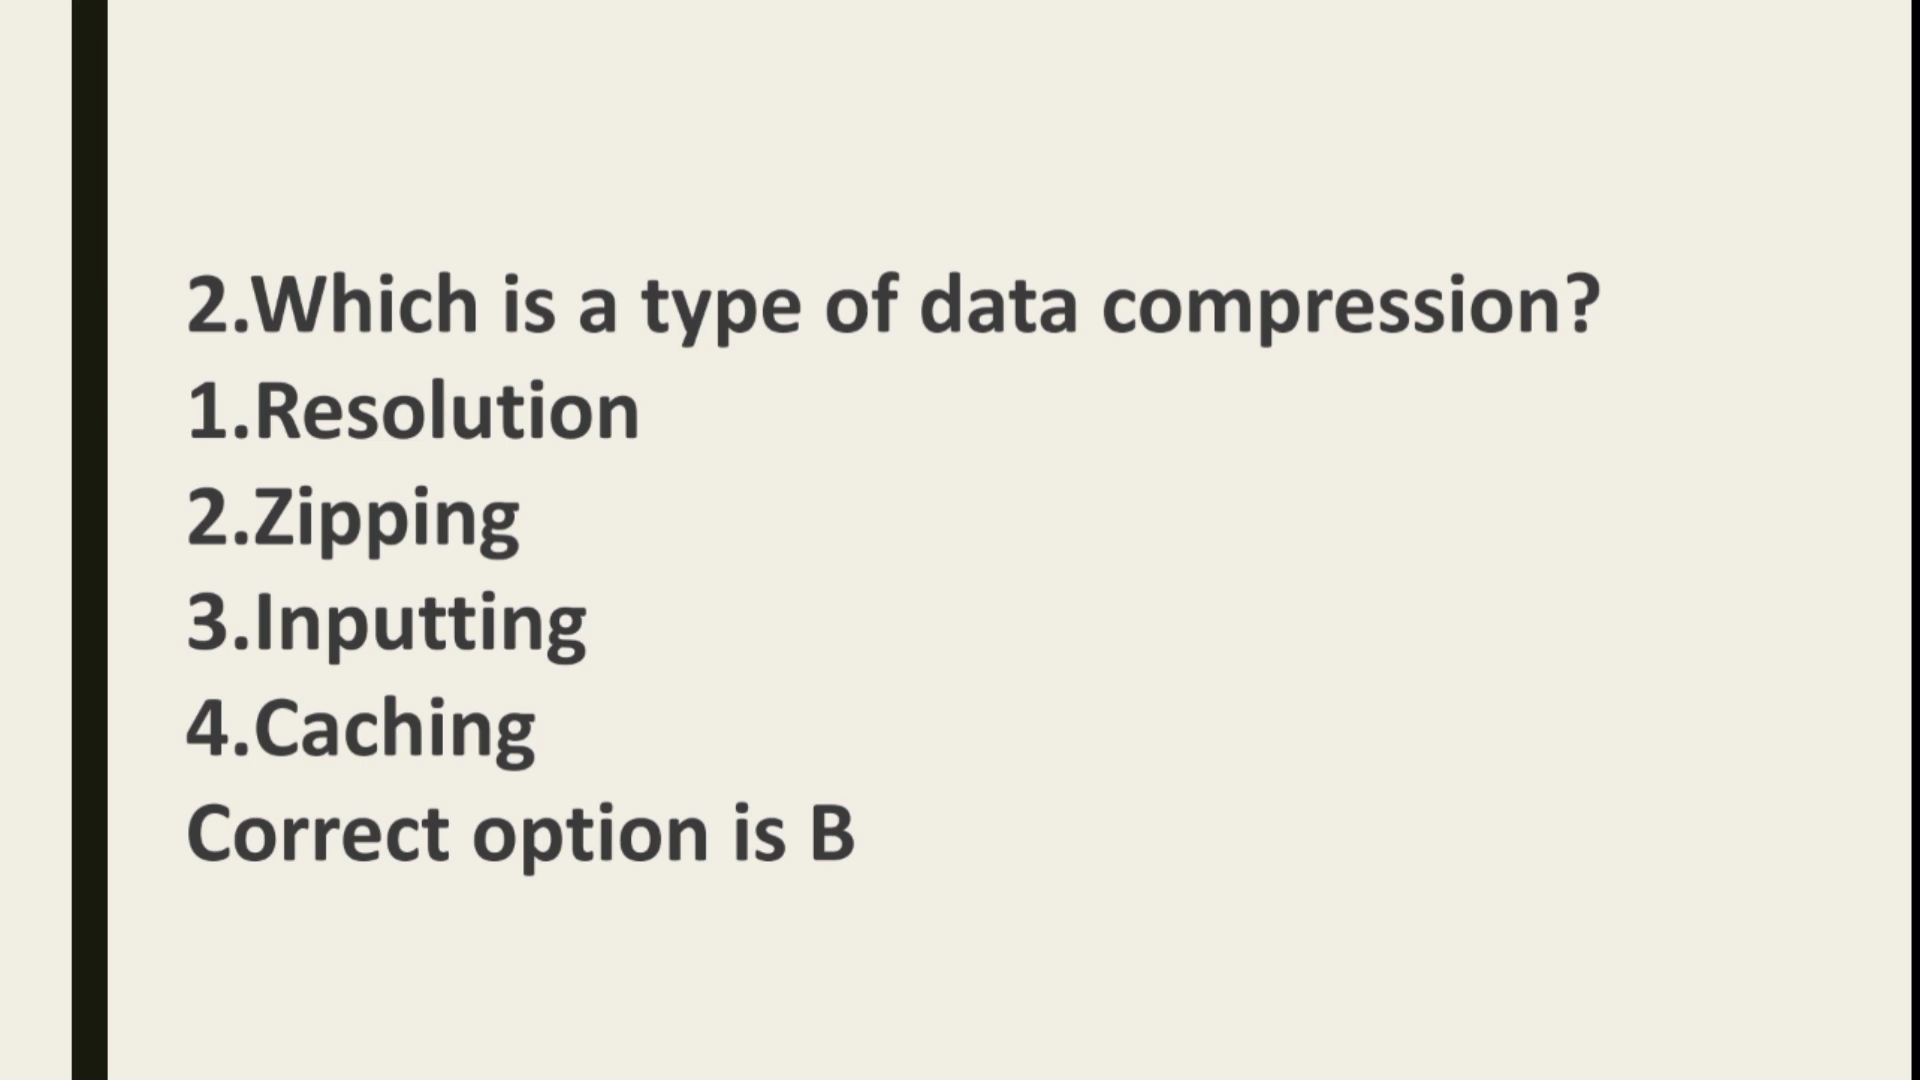 2.Which is a type of data compression?
1.Resolution
2.Zipping
3.Inputting
4.Caching
Correct option is B